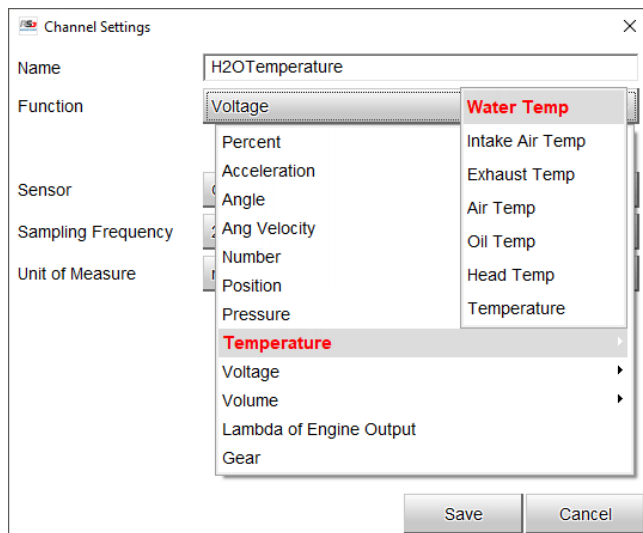 RS3 Channel Settings
Name H2OTemperature
Function Voltage
Water Temp
Intake Air Temp
Exhaust Temp
Air Temp
Oil Temp
Head Temp
Temperature
Percent
Acceleration
Angle
Ang Velocity
Number
Position
Pressure
Temperature
Voltage
Volume
Lambda of Engine Output
Gear
Sensor
Sampling Frequency
Unit of Measure
Save Cancel